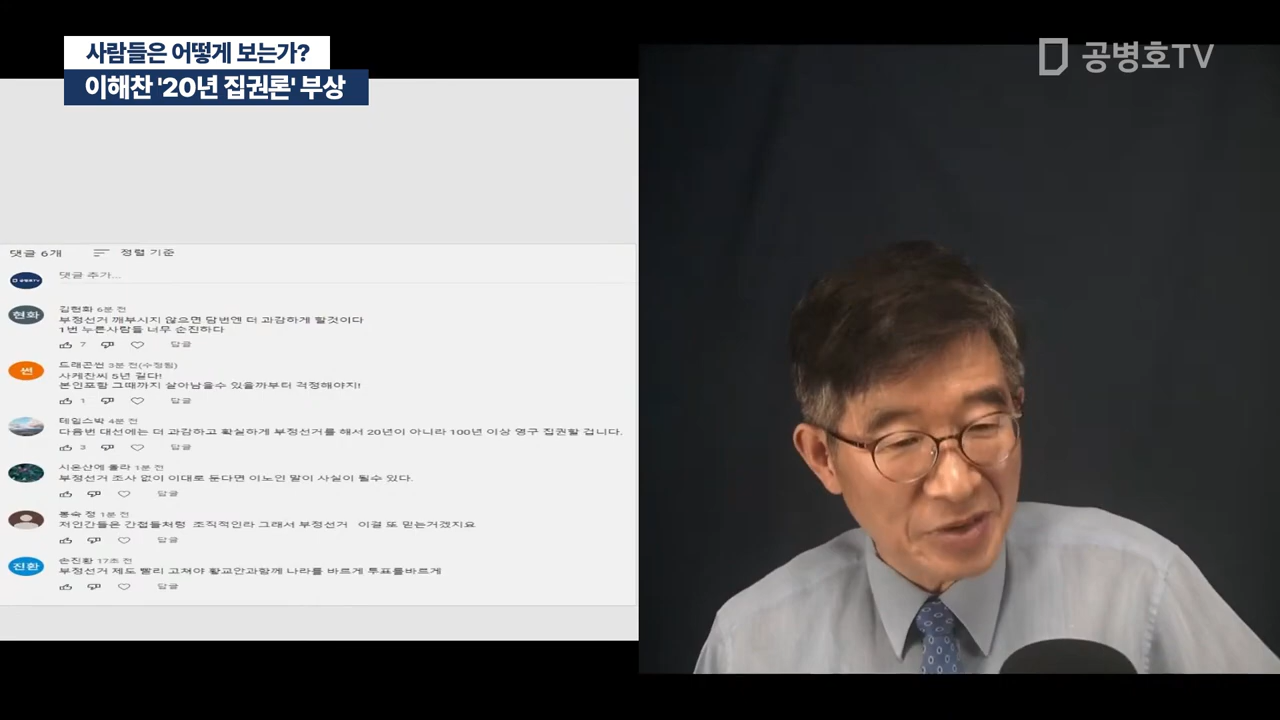 사람들은 어떻게 보는가?
이해찬 '20년 집권론' 부상
공병호TV
댓글 6개
정렬 기준
댓글 추가...
현화
김현화 6분 전
부정선거 깨부시지 않으면 담번엔 더 과감하게 할것이다
1번 누른사람들 너무 순진하다
7
답글
썬
드래곤썬 3분 전(수정됨)
사케찬씨 5년 길다!
본인포함 그때까지 살아남을수 있을까부터 걱정해야지!
1
답글
테임스박 4분 전
다음번 대선에는 더 과감하고 확실하게 부정선거를 해서 20년이 아니라 100년 이상 영구 집권할 겁니다.
3
답글
시온산에 올라 1분 전
부정선거 조사 없이 이대로 둔다면 이노인 말이 사실이 될수 있다.
답글
봉숙 정 1분 전
저인간들은 간첩들처럼 조직적인라 그래서 부정선거 이걸 또 믿는거겠지요
답글
진환
손진환 17초 전
부정선거 제도 빨리 고쳐야 황교안과함께 나라를 바르게 투표를바르게
답글